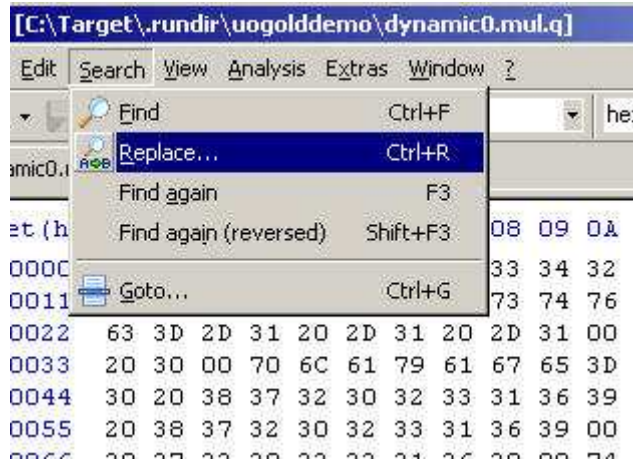 [C:\Target\.rundir\uogolddemo\dynamic0.mul.q]
Edit Search View Analysis Extras Window ?
Find Ctrl+F
Replace... Ctrl+R
Find again F3
Find again (reversed) Shift+F3
Goto... Ctrl+G
08 09 0A
33 34 32
73 74 76
0022 63 3D 2D 31 20 2D 31 20 2D 31 00
0033 20 30 00 70 6C 61 79 61 67 65 3D
0044 30 20 38 37 32 30 32 33 31 36 39
0055 20 38 37 32 30 32 33 31 36 39 00